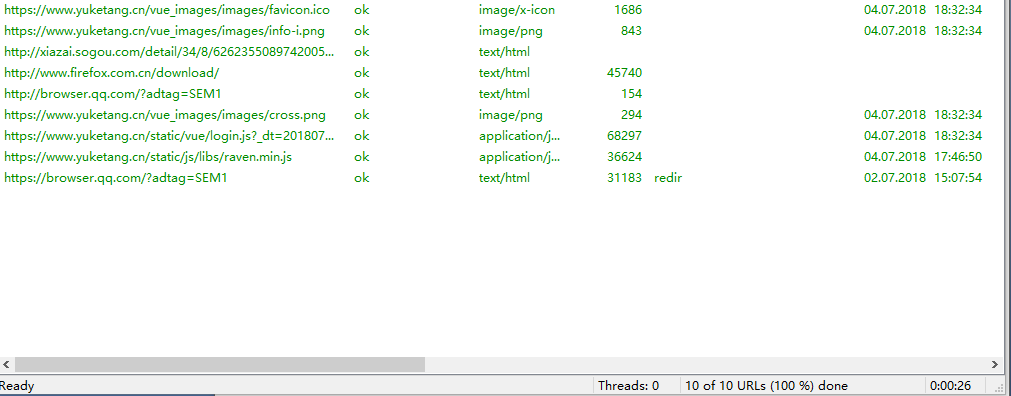 https://www.yuketang.cn/vue_images/images/favicon.ico ok image/x-icon 1686 04.07.2018 18:32:34
https://www.yuketang.cn/vue_images/images/info-i.png ok image/png 843 04.07.2018 18:32:34
http://xiazai.sogou.com/detail/34/8/6262355089742005... ok text/html
http://www.firefox.com.cn/download/ ok text/html 45740
http://browser.qq.com/?adtag=SEM1 ok text/html 154
https://www.yuketang.cn/vue_images/images/cross.png ok image/png 294 04.07.2018 18:32:34
https://www.yuketang.cn/static/vue/login.js?_dt=201807... ok application/j... 68297 04.07.2018 18:32:34
https://www.yuketang.cn/static/js/libs/raven.min.js ok application/j... 36624 04.07.2018 17:46:50
https://browser.qq.com/?adtag=SEM1 ok text/html 31183 redir 02.07.2018 15:07:54
Ready Threads: 0 10 of 10 URLs (100 %) done 0:00:26